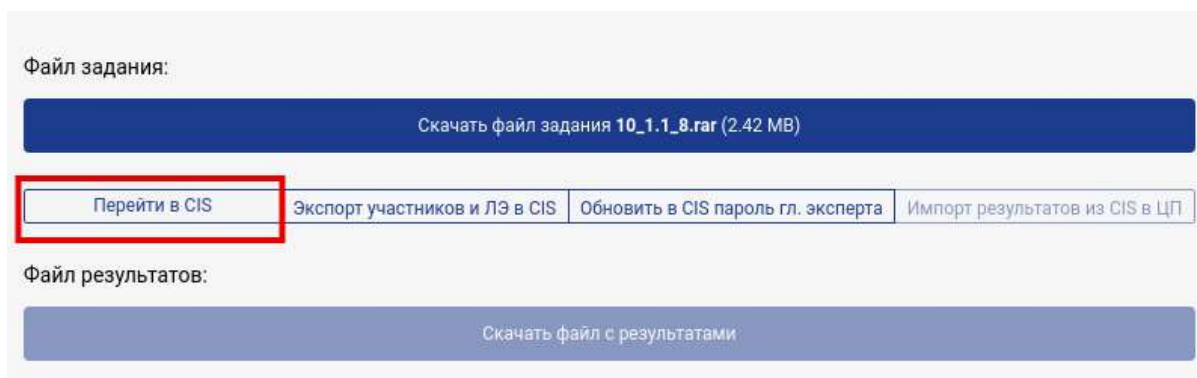 Файл задания:
Скачать файл задания 10_1.1_8.rar (2.42 MB)
Перейти в CIS Экспорт участников и ЛЭ в CIS Обновить в CIS пароль гл. эксперта Импорт результатов из CIS в ЦП
Файл результатов:
Скачать файл с результатами